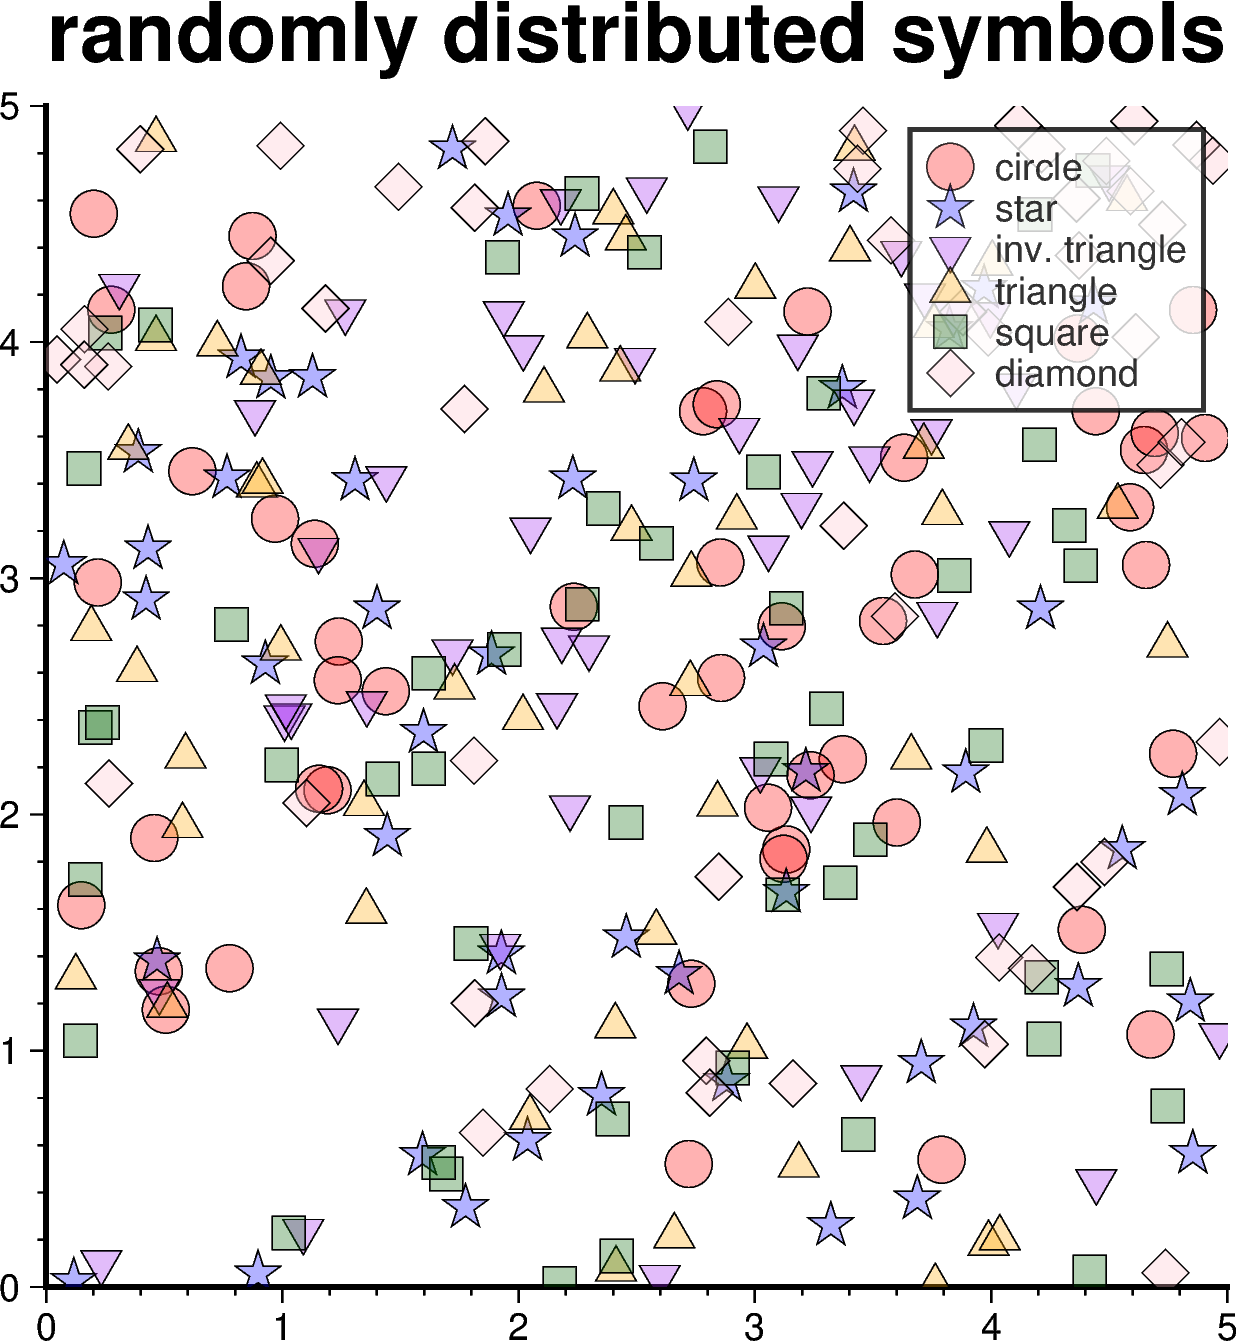 randomly distributed symbols
5
circle
star
inv. triangle
triangle
4
square
diamond
3
2
1
0
0 1 2 3 4 5